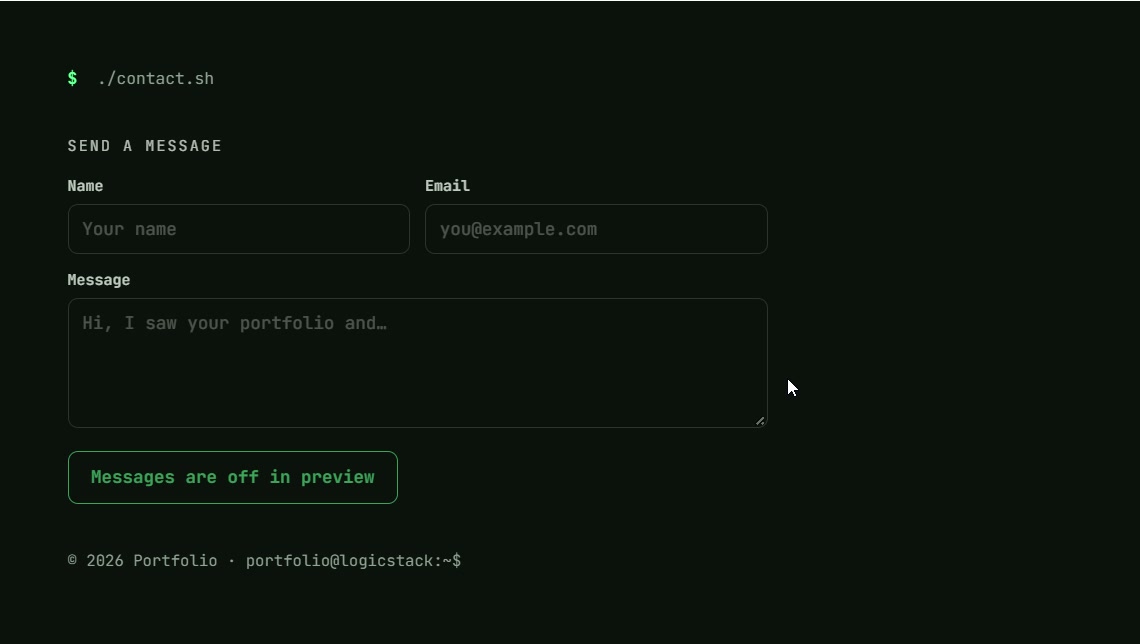 $ ./contact.sh
SEND A MESSAGE
Name
Email
Your name
you@example.com
Message
Hi, I saw your portfolio and…
Messages are off in preview
© 2026 Portfolio · portfolio@logicstack:~$